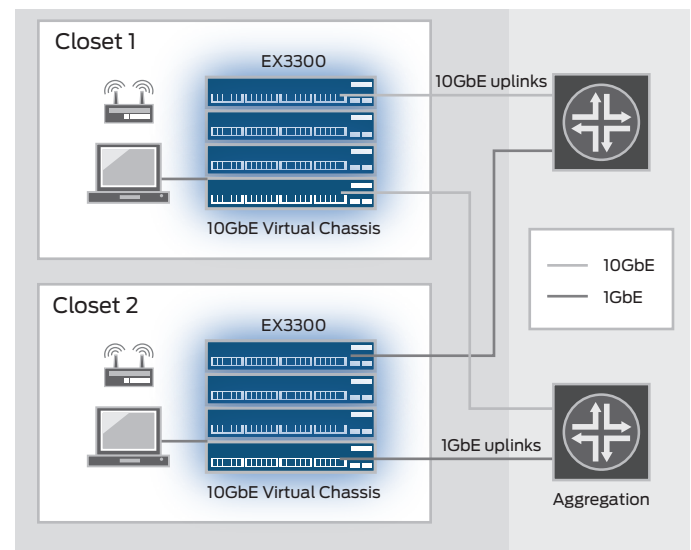 Closet 1
EX3300
10GbE Virtual Chassis
10GbE uplinks
10GbE
1GbE
Closet 2
EX3300
10GbE Virtual Chassis
1GbE uplinks
Aggregation